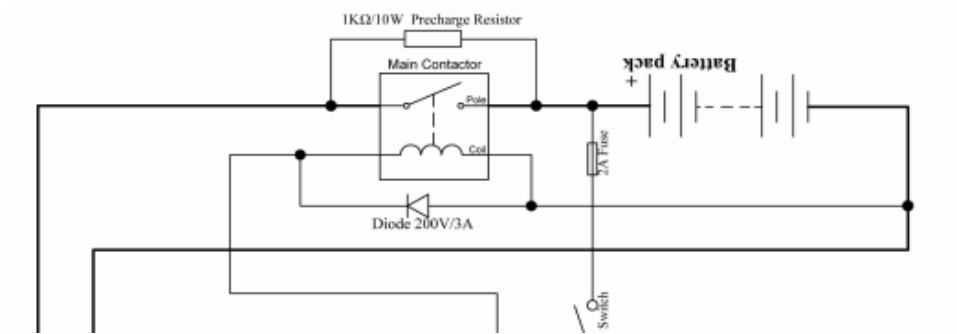 1KΩ/10W Precharge Resistor
Main Contactor
Battery pack
+
Pole
Coil
2A Fuse
Diode 200V/3A
Switch